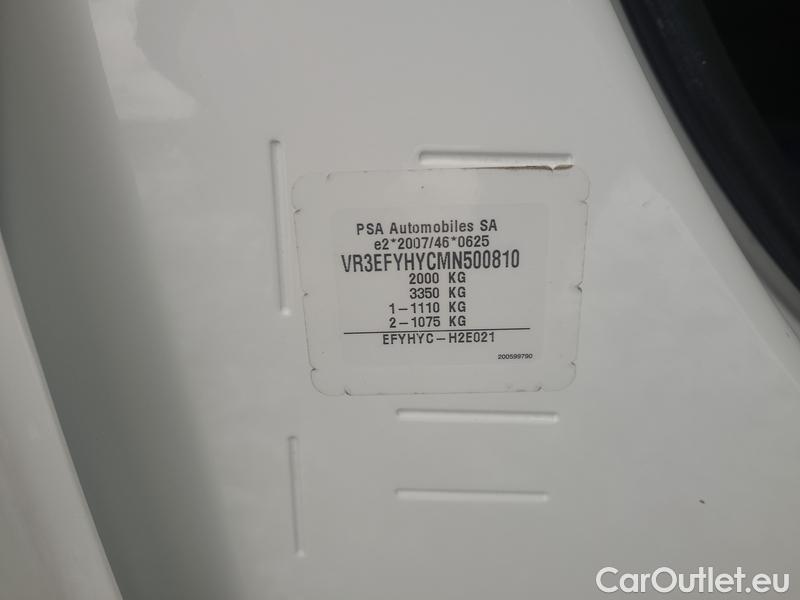 PSA Automobiles SA
e2*2007/46*0625
VR3EFYHYCMN500810
2000 KG
3350 KG
1-1110 KG
2-1075 KG
EFYHYC-H2E021
200599790
CarOutlet.eu